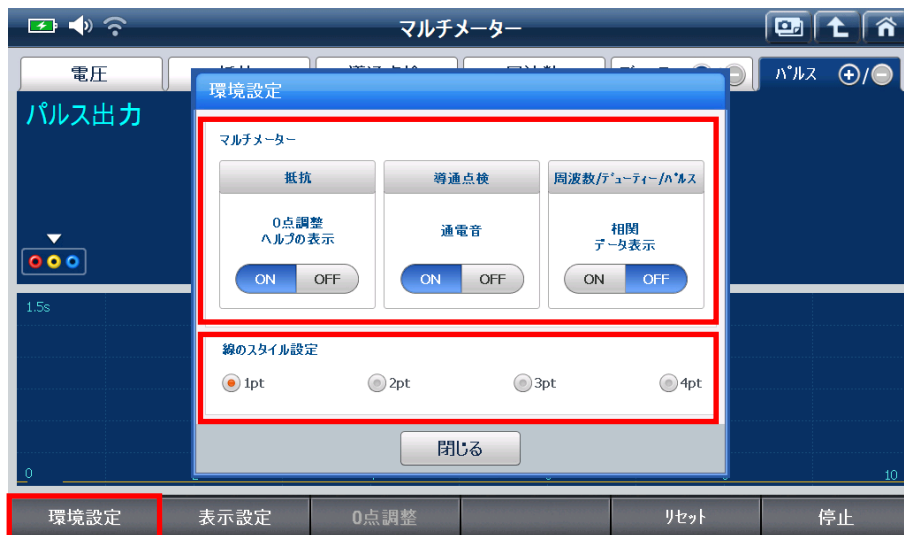 マルチメーター
電圧
パルス ⊕/⊖
パルス出力
環境設定
マルチメーター
抵抗
導通点検
周波数/デューティー/パルス
0点調整
ヘルプの表示
通電音
相関
データ表示
ON OFF
ON OFF
ON OFF
1.5s
線のスタイル設定
1pt
2pt
3pt
4pt
閉じる
0
10
環境設定
表示設定
0点調整
リセット
停止